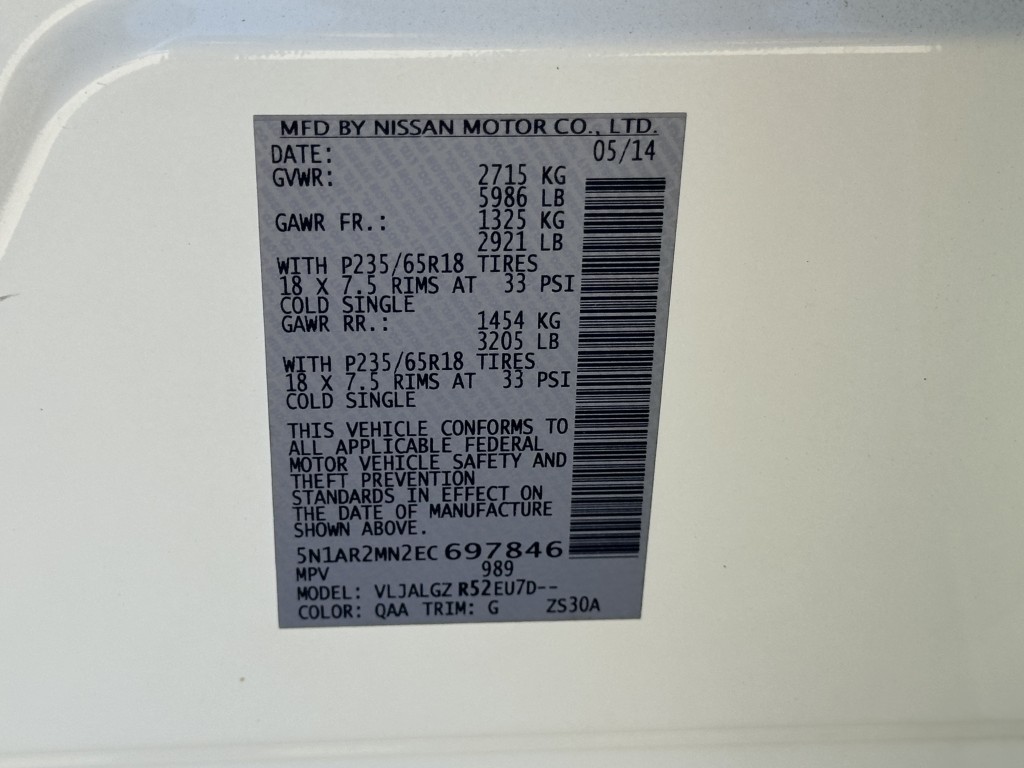 MFD BY NISSAN MOTOR CO., LTD.
DATE: 05/14
GVWR: 2715 KG
5986 LB
GAWR FR.: 1325 KG
2921 LB
WITH P235/65R18 TIRES
18 X 7.5 RIMS AT 33 PSI
COLD SINGLE
GAWR RR.: 1454 KG
3205 LB
WITH P235/65R18 TIRES
18 X 7.5 RIMS AT 33 PSI
COLD SINGLE
THIS VEHICLE CONFORMS TO
ALL APPLICABLE FEDERAL
MOTOR VEHICLE SAFETY AND
THEFT PREVENTION
STANDARDS IN EFFECT ON
THE DATE OF MANUFACTURE
SHOWN ABOVE.
5N1AR2MN2EC 697846
MPV 989
MODEL: VLJALGZ R52EU7D--
COLOR: QAA TRIM: G ZS30A